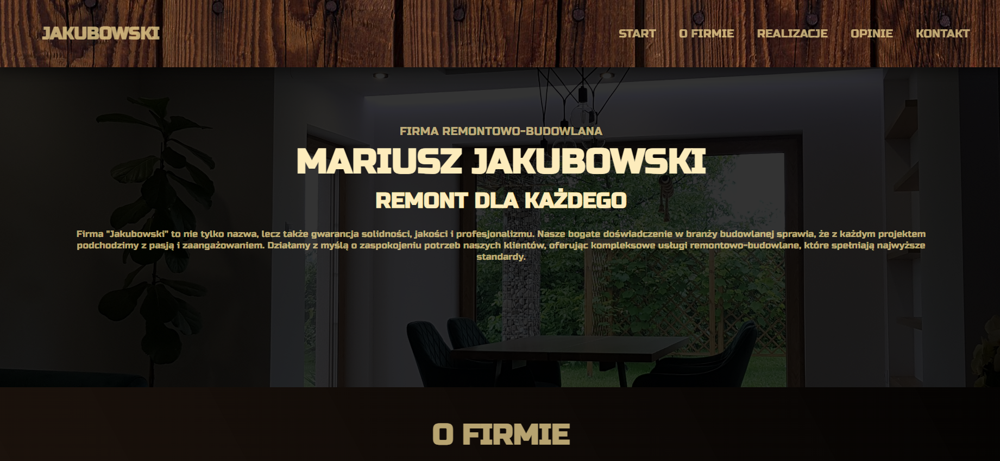 JAKUBOWSKI
START O FIRMIE REALIZACJE OPINIE KONTAKT
FIRMA REMONTOWO-BUDOWLANA
MARIUSZ JAKUBOWSKI
REMONT DLA KAŻDEGO
Firma "Jakubowski" to nie tylko nazwa, lecz także gwarancja solidności, jakości i profesjonalizmu. Nasze bogate doświadczenie w branży budowlanej sprawia, że z każdym projektem
podchodzimy z pasją i zaangażowaniem. Działamy z myślą o zaspokojeniu potrzeb naszych klientów, oferując kompleksowe usługi remontowo-budowlane, które spełniają najwyższe
standardy.
O FIRMIE